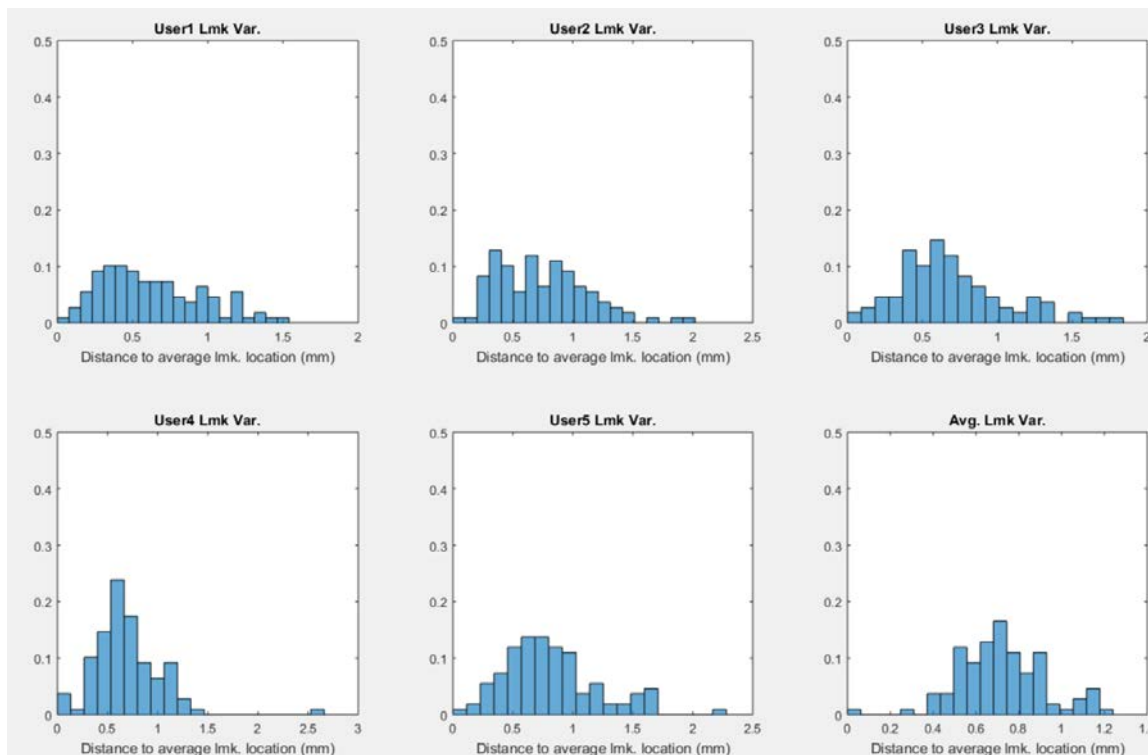 User1 Lmk Var.
0.5
0.4
0.3
0.2
0.1
0
0 0.5 1 1.5 2
Distance to average lmk. location (mm)
User2 Lmk Var.
0.5
0.4
0.3
0.2
0.1
0
0 0.5 1 1.5 2 2.5
Distance to average lmk. location (mm)
User3 Lmk Var.
0.5
0.4
0.3
0.2
0.1
0
0 0.5 1 1.5 2
Distance to average lmk. location (mm)
User4 Lmk Var.
0.5
0.4
0.3
0.2
0.1
0
0 0.5 1 1.5 2 2.5 3
Distance to average lmk. location (mm)
User5 Lmk Var.
0.5
0.4
0.3
0.2
0.1
0
0 0.5 1 1.5 2 2.5
Distance to average lmk. location (mm)
Avg. Lmk Var.
0.5
0.4
0.3
0.2
0.1
0
0 0.2 0.4 0.6 0.8 1 1.2
Distance to average lmk. location (mm)